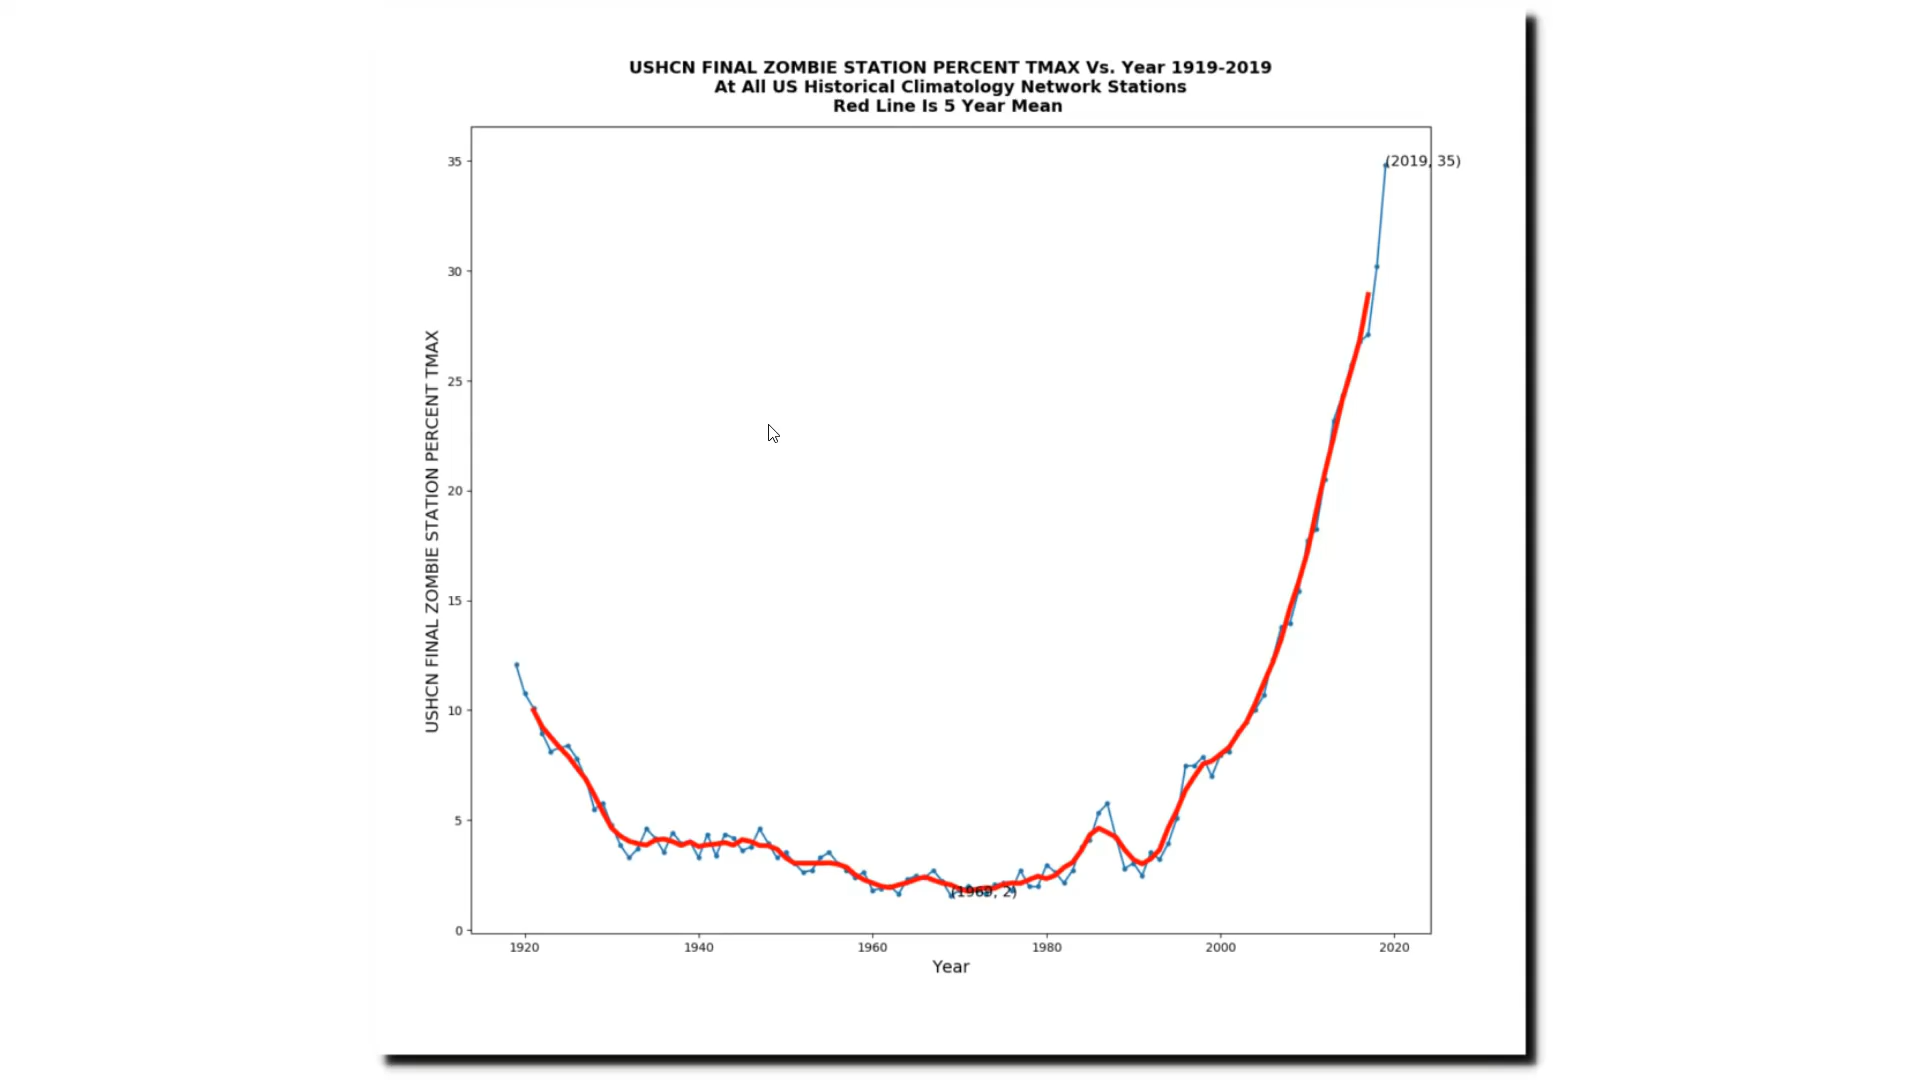 USHCN FINAL ZOMBIE STATION PERCENT TMAX Vs. Year 1919-2019
At All US Historical Climatology Network Stations
Red Line Is 5 Year Mean
(2019, 35)
35
30
25
20
15
10
5
0
USHCN FINAL ZOMBIE STATION PERCENT TMAX
(1969, 2)
1920 1940 1960 1980 2000 2020
Year